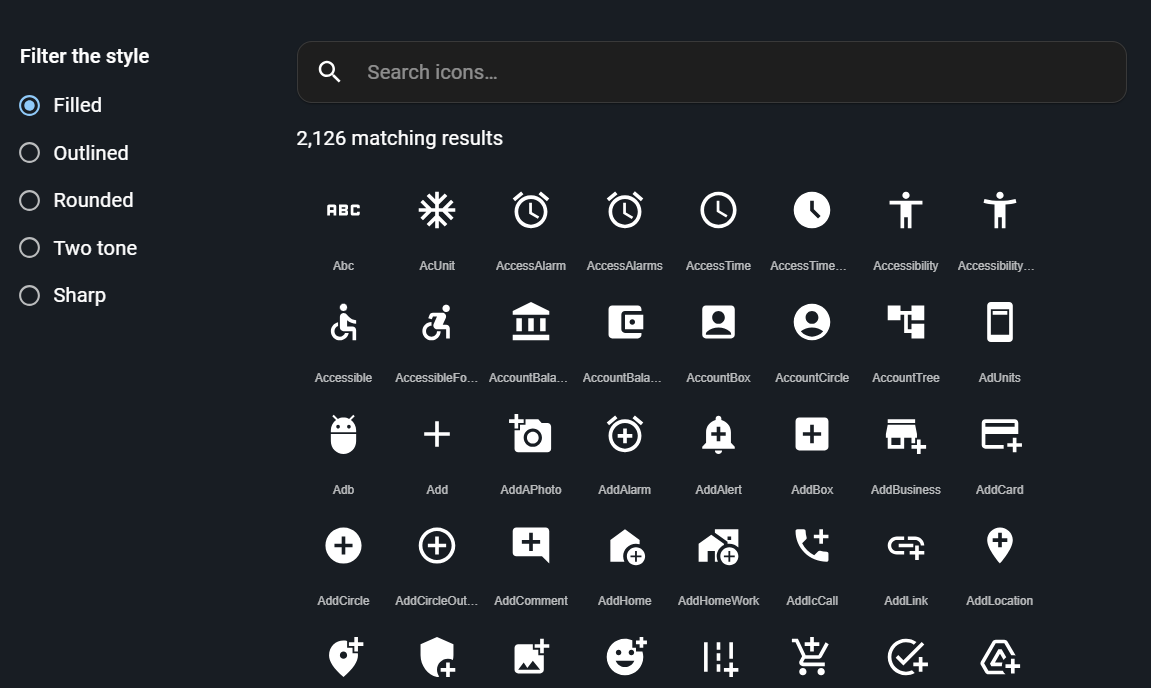 Filter the style
Filled
Outlined
Rounded
Two tone
Sharp
Search icons…
2,126 matching results
ABC
Abc AcUnit AccessAlarm AccessAlarms AccessTime AccessTime... Accessibility Accessibility...
Accessible AccessibleFo... AccountBala... AccountBala... AccountBox AccountCircle AccountTree AdUnits
Adb Add AddAPhoto AddAlarm AddAlert AddBox AddBusiness AddCard
AddCircle AddCircleOut... AddComment AddHome AddHomeWork AddIcCall AddLink AddLocation